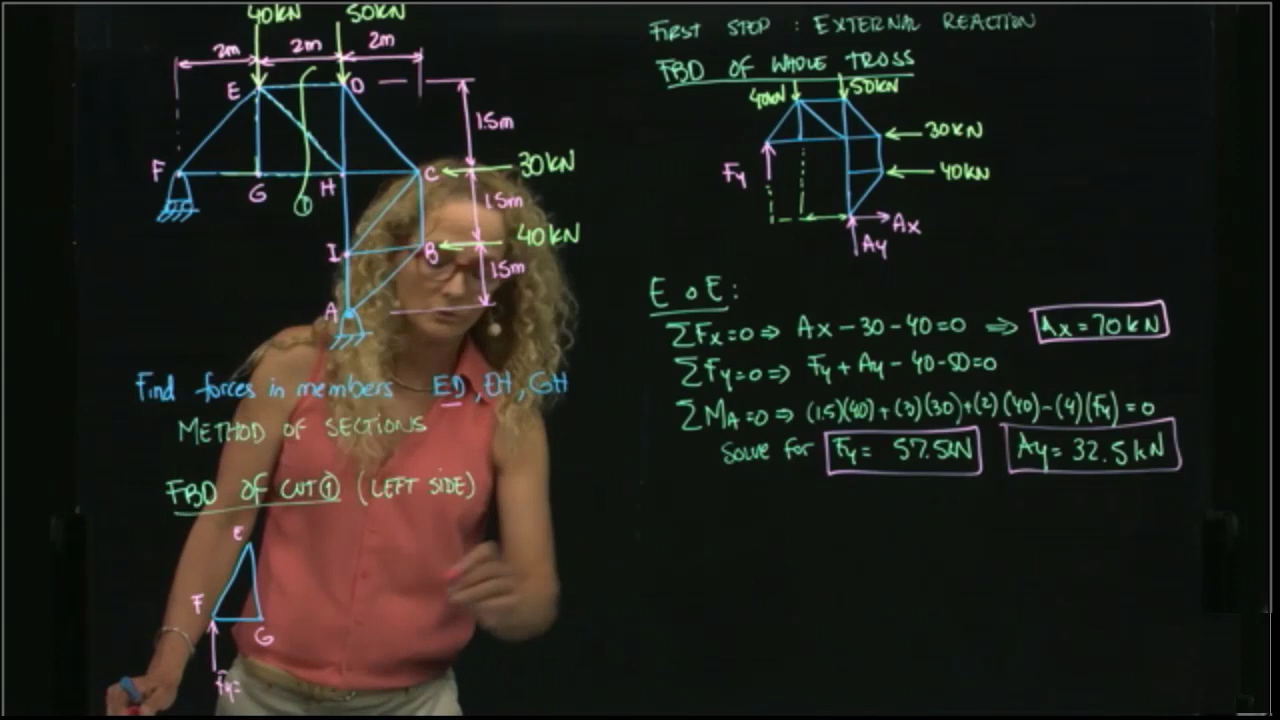 40KN 50KN
2m 2m 2m
E D
1.5m
F G H C 30KN
①
1.5m
I B 40KN
1.5m
A
Find forces in members ED, EH, GH
METHOD OF SECTIONS
FBD OF CUT ① (LEFT SIDE)
E
F
G
Fy=
FIRST STEP : EXTERNAL REACTION
FBD OF WHOLE TROSS
40KN 50KN
30KN
Fy 40KN
Ax
Ay
E o E:
ΣFx=0 ⇒ Ax - 30 - 40 = 0 ⇒ Ax = 70KN
ΣFy=0 ⇒ Fy + Ay - 40 - 50 = 0
ΣMA=0 ⇒ (1.5)(40) + (3)(30) + (2)(40) - (4)(Fy) = 0
Solve for Fy = 57.5KN Ay = 32.5KN